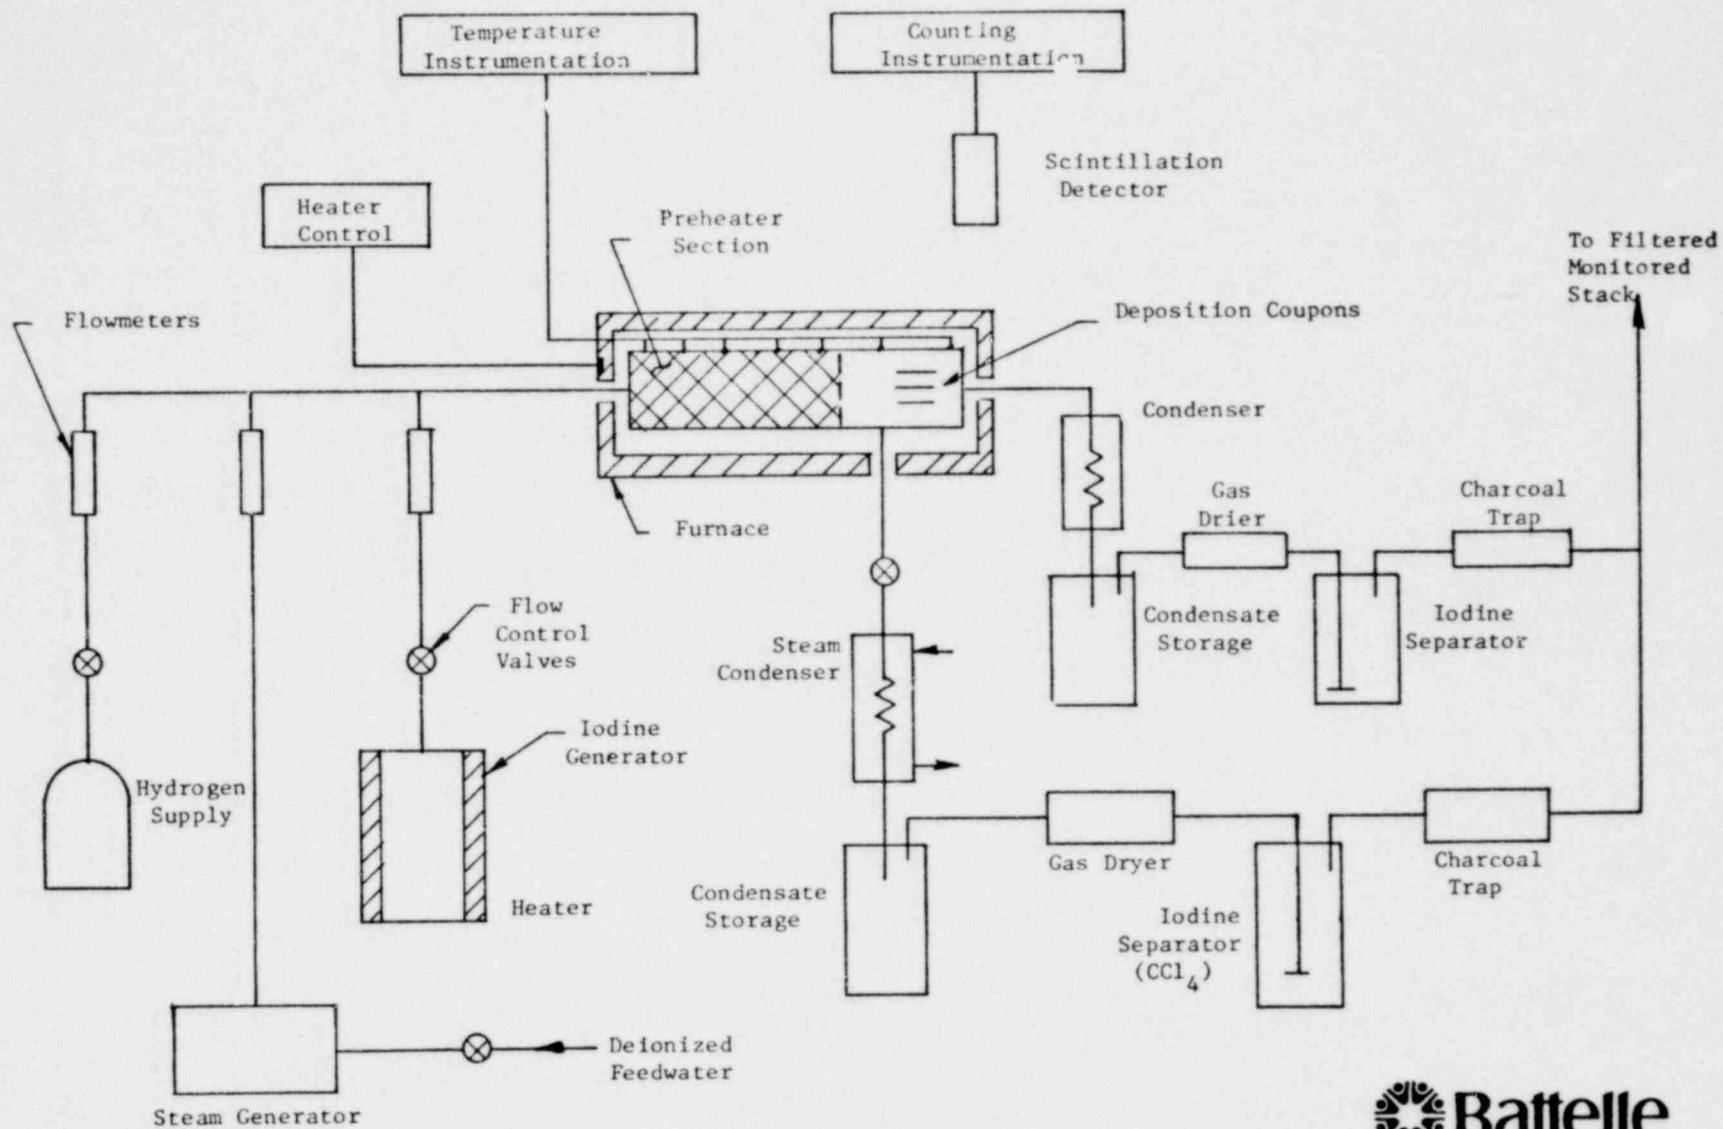 Temperature
Instrumentation
Counting
Instrumentation
Scintillation
Detector
Heater
Control
Preheater
Section
To Filtered
Monitored
Stack
Flowmeters
Deposition Coupons
Condenser
Gas
Drier
Charcoal
Trap
Furnace
Flow
Control
Valves
Steam
Condenser
Condensate
Storage
Iodine
Separator
Iodine
Generator
Hydrogen
Supply
Heater
Gas Dryer
Charcoal
Trap
Condensate
Storage
Iodine
Separator
(CCl4)
Deionized
Feedwater
Steam Generator
Battelle